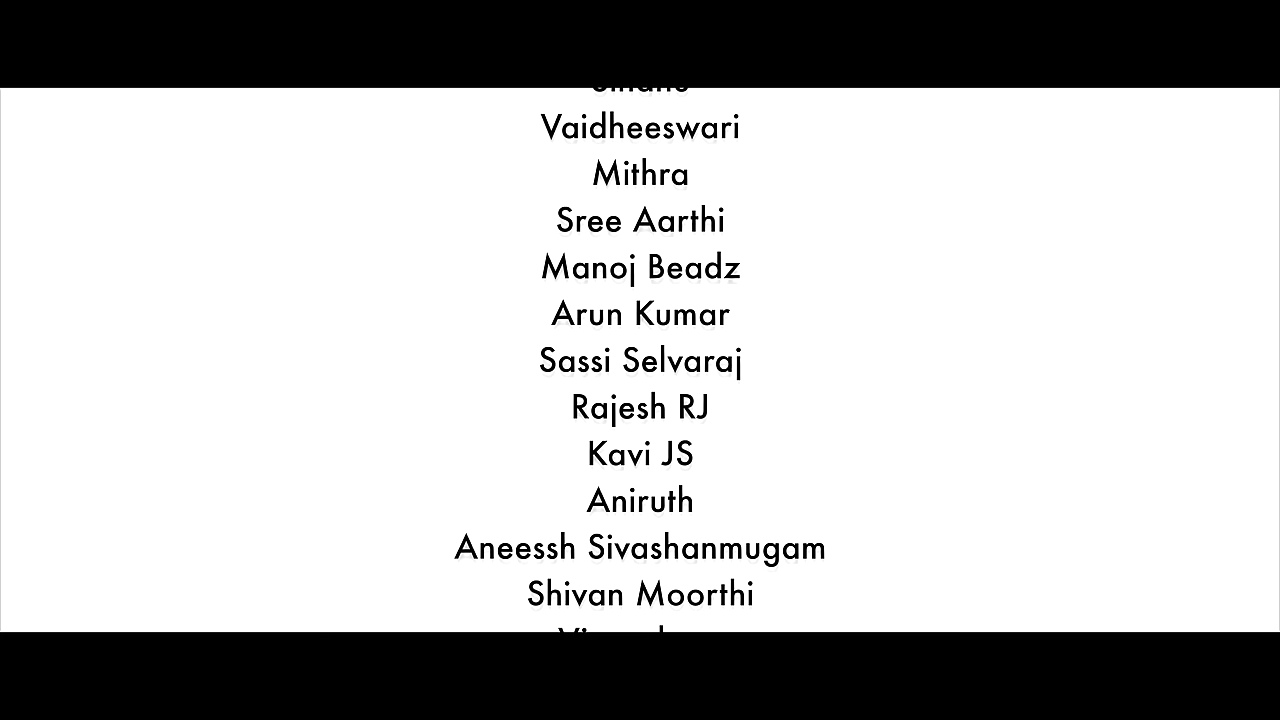 Vaidheeswari
Mithra
Sree Aarthi
Manoj Beadz
Arun Kumar
Sassi Selvaraj
Rajesh RJ
Kavi JS
Aniruth
Aneessh Sivashanmugam
Shivan Moorthi